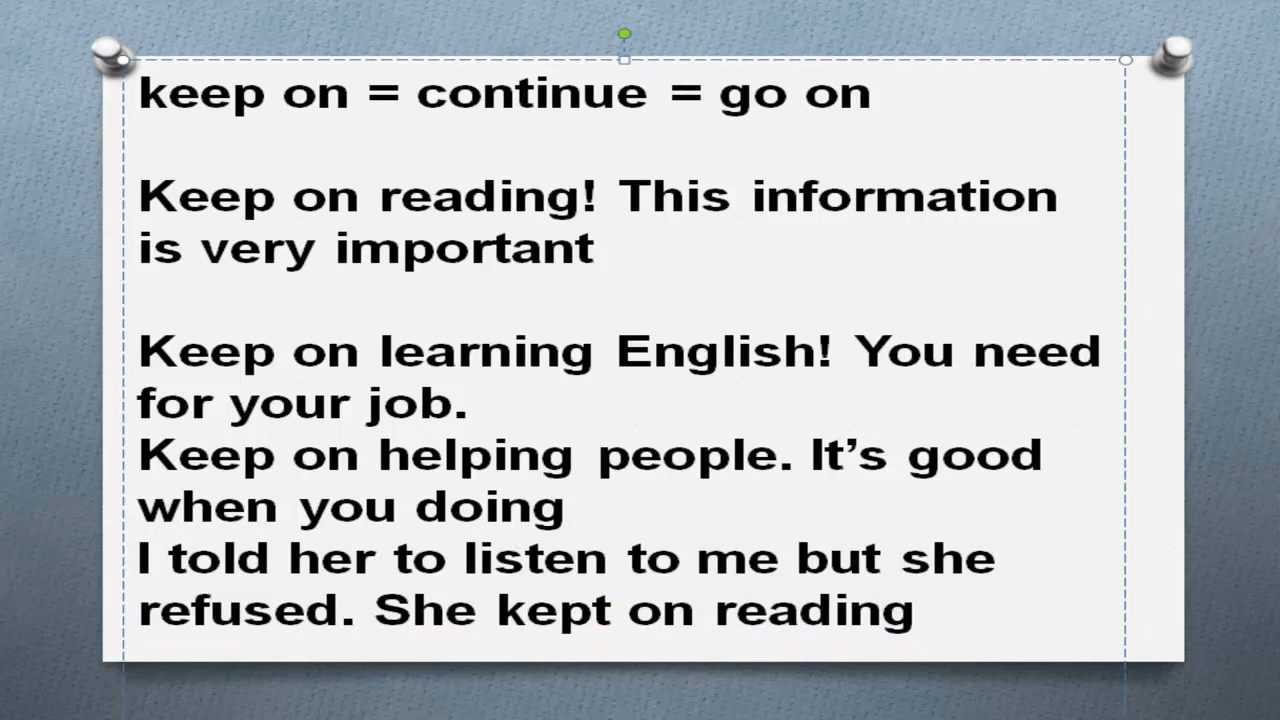 keep on = continue = go on
Keep on reading! This information
is very important
Keep on learning English! You need
for your job.
Keep on helping people. It’s good
when you doing
I told her to listen to me but she
refused. She kept on reading